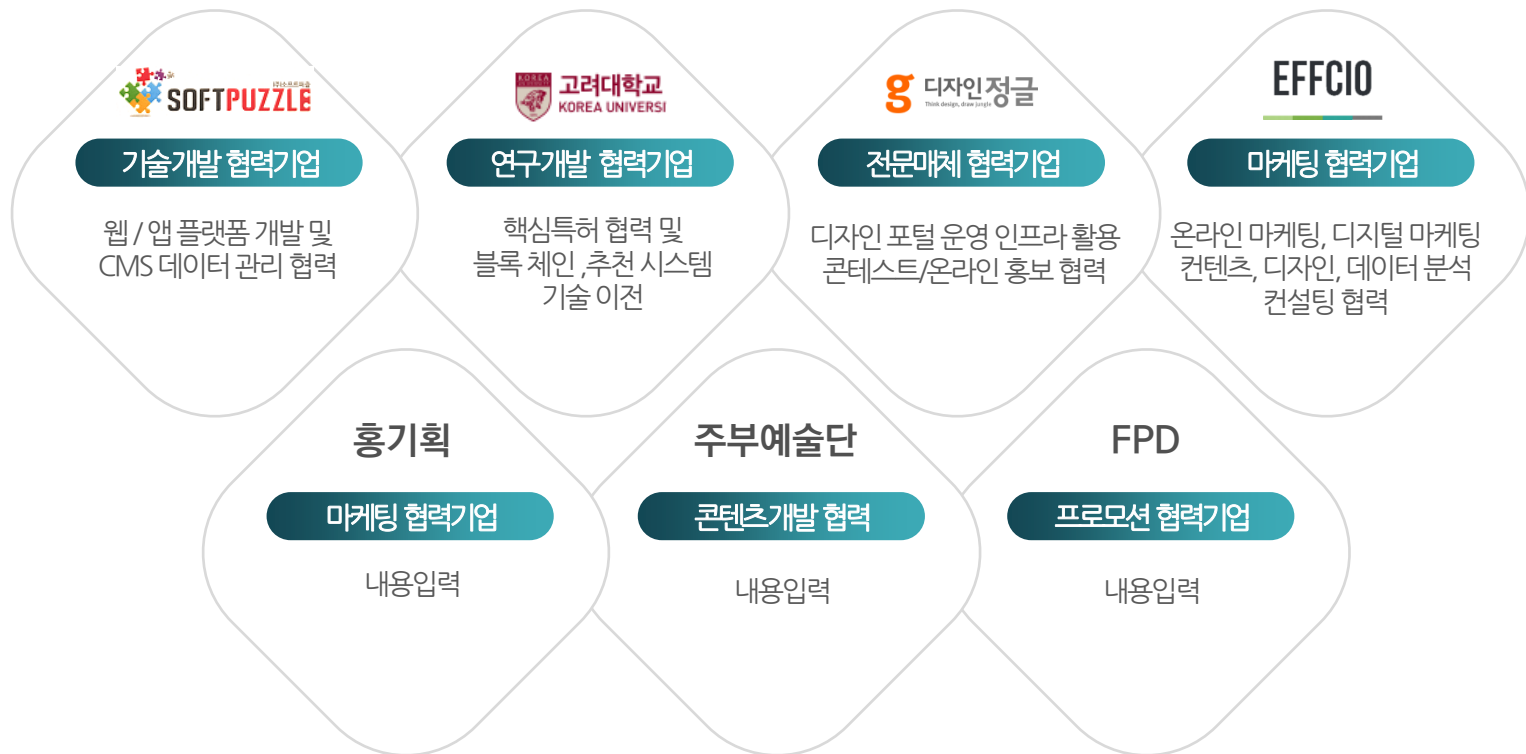 (주)소프트퍼즐
SOFTPUZZLE
기술개발 협력기업
웹 / 앱 플랫폼 개발 및
CMS 데이터 관리 협력
KOREA
고려대학교
KOREA UNIVERSI
연구개발 협력기업
핵심특허 협력 및
블록 체인 ,추천 시스템
기술 이전
g 디자인정글
Think design, draw jungle
전문매체 협력기업
디자인 포털 운영 인프라 활용
콘테스트/온라인 홍보 협력
EFFCIO
마케팅 협력기업
온라인 마케팅, 디지털 마케팅
컨텐츠, 디자인, 데이터 분석
컨설팅 협력
홍기획
마케팅 협력기업
내용입력
주부예술단
콘텐츠개발 협력
내용입력
FPD
프로모션 협력기업
내용입력